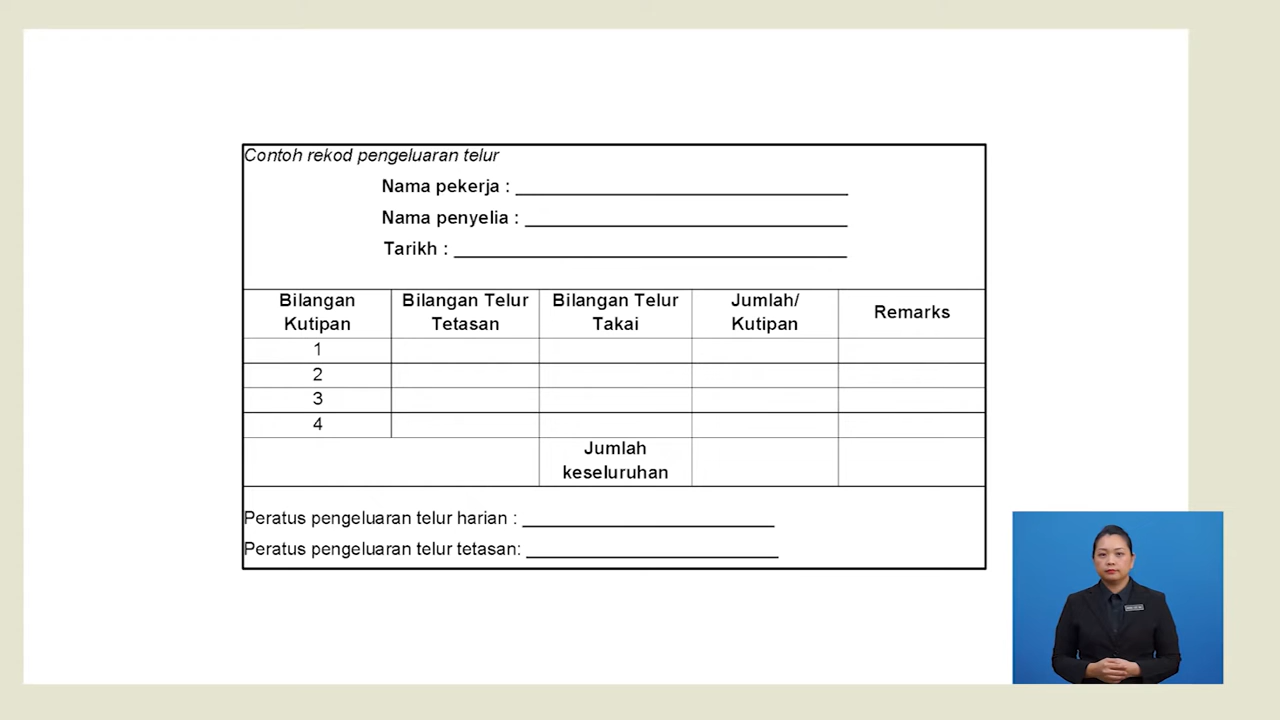 Contoh rekod pengeluaran telur
Nama pekerja :
Nama penyelia :
Tarikh :
Bilangan Kutipan
Bilangan Telur Tetasan
Bilangan Telur Takai
Jumlah/ Kutipan
Remarks
1
2
3
4
Jumlah keseluruhan
Peratus pengeluaran telur harian :
Peratus pengeluaran telur tetasan: